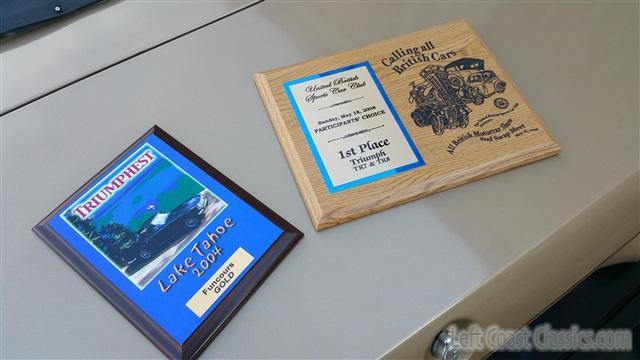 TRIUMPHEST
Lake Tahoe
2004
Funcours
GOLD
United British
Sports Car Club
Sunday, May 18, 2008
PARTICIPANTS' CHOICE
1st Place
Triumph
TR7 & TR8
Calling all
British Cars
All British Motorcar Show
and Swap Meet
Left Coast Classics.com